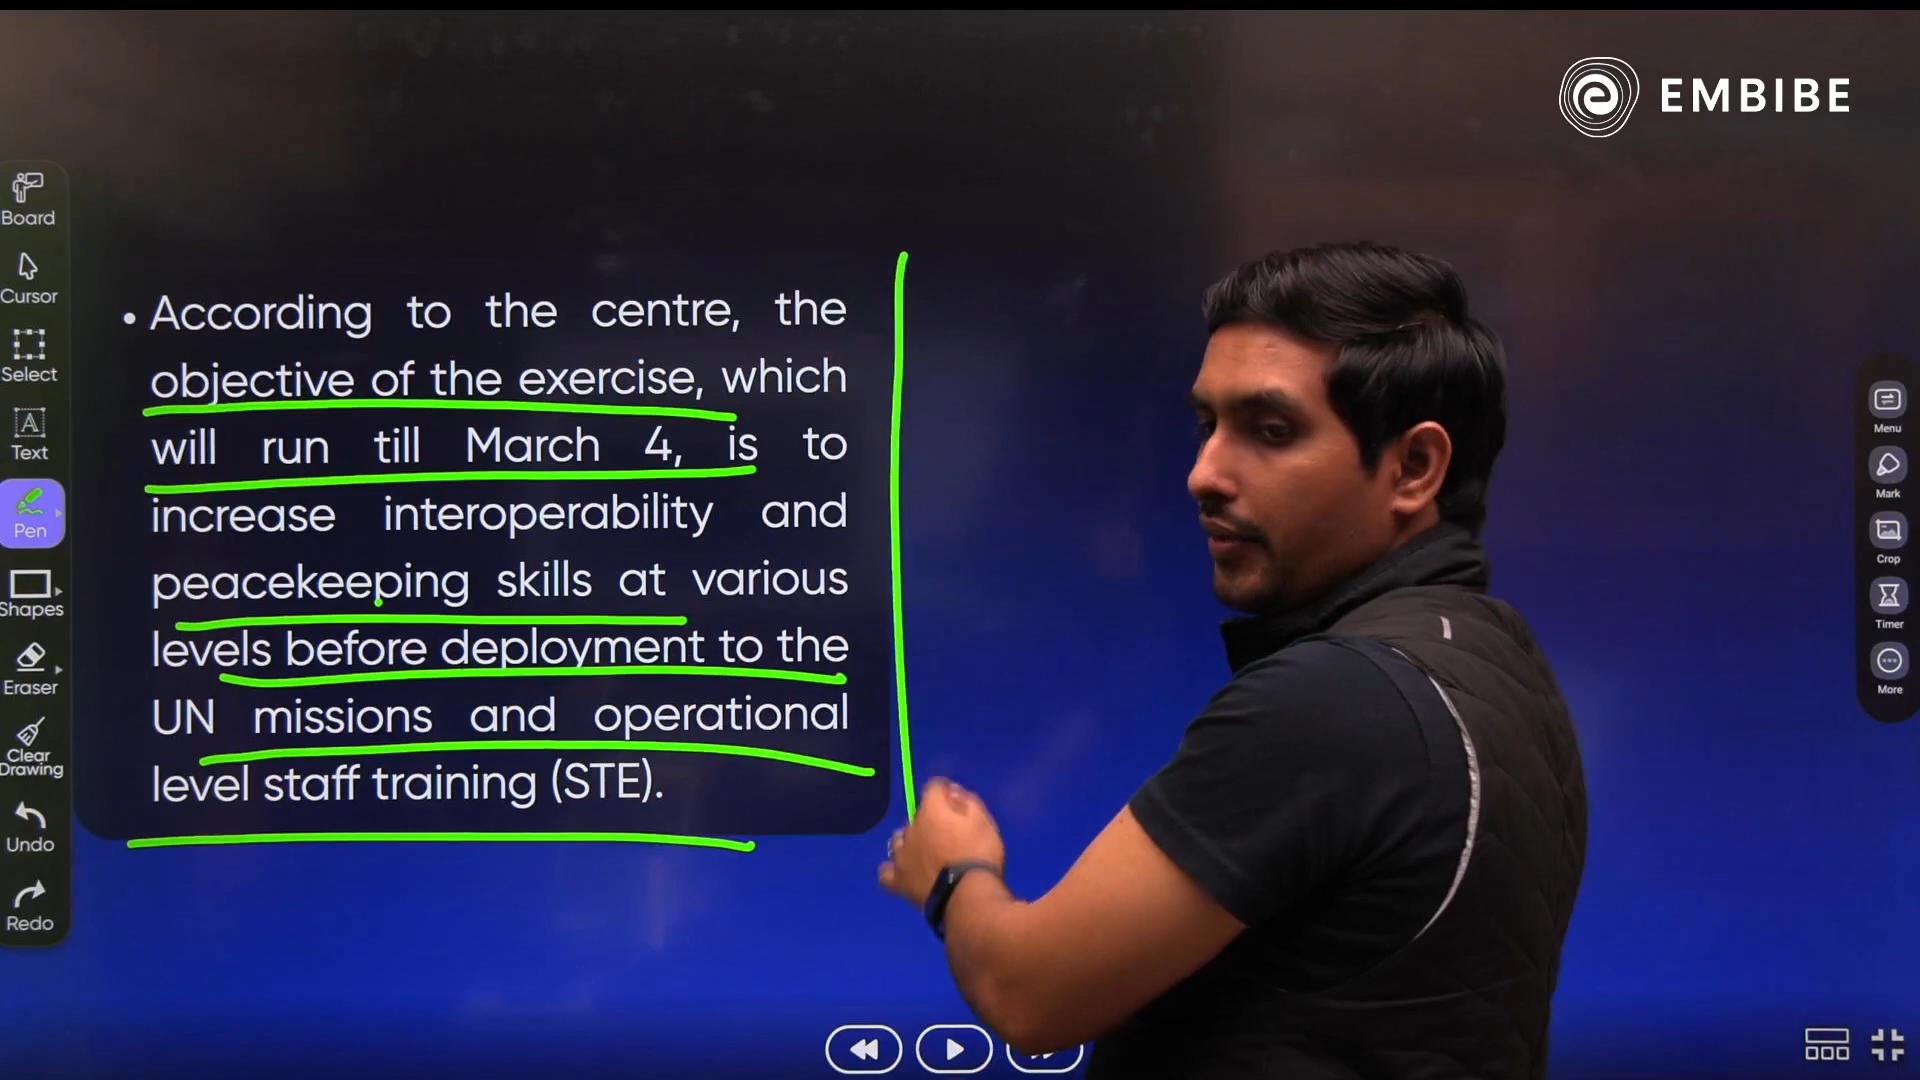 EMBIBE
Board
Cursor
Select
Text
Pen
Shapes
Eraser
Clear
Drawing
Undo
Redo
• According to the centre, the
objective of the exercise, which
will run till March 4, is to
increase interoperability and
peacekeeping skills at various
levels before deployment to the
UN missions and operational
level staff training (STE).
Menu
Mark
Crop
Timer
More